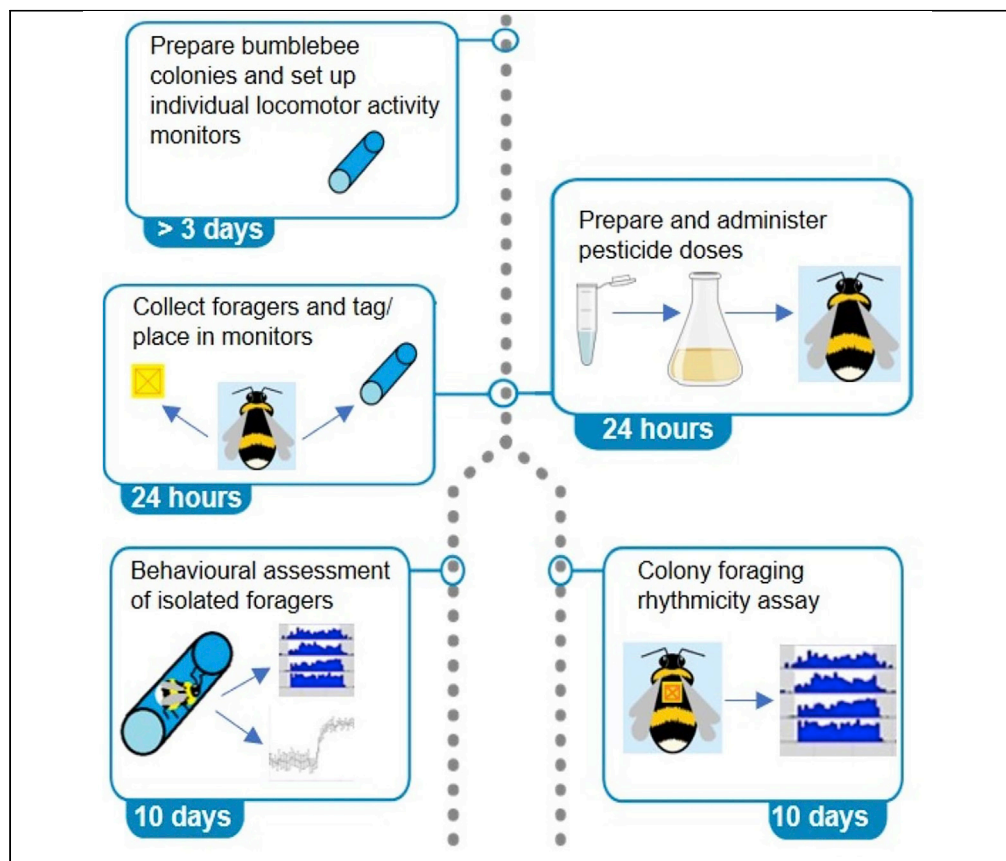 Prepare bumblebee
colonies and set up
individual locomotor activity
monitors
> 3 days
Prepare and administer
pesticide doses
24 hours
Collect foragers and tag/
place in monitors
24 hours
Behavioural assessment
of isolated foragers
10 days
Colony foraging
rhythmicity assay
10 days